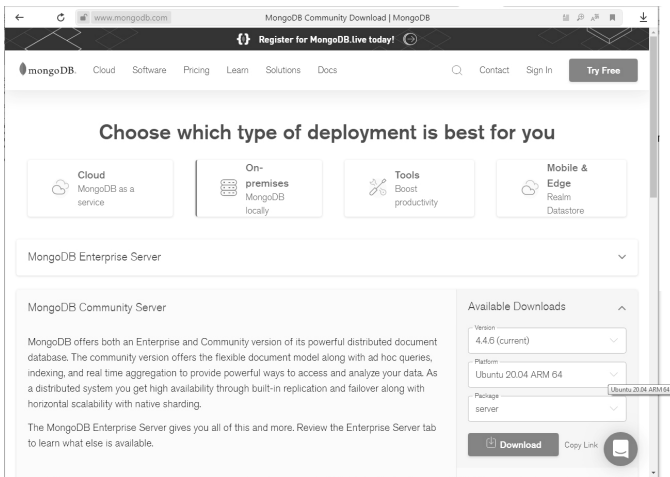 www.mongodb.com
MongoDB Community Download | MongoDB
Register for MongoDB.live today!
mongoDB. Cloud Software Pricing Learn Solutions Docs Contact Sign In Try Free
Choose which type of deployment is best for you
Cloud
MongoDB as a
service
On-
premises
MongoDB
locally
Tools
Boost
productivity
Mobile &
Edge
Realm
Datastore
MongoDB Enterprise Server
MongoDB Community Server
MongoDB offers both an Enterprise and Community version of its powerful distributed document
database. The community version offers the flexible document model along with ad hoc queries,
indexing, and real time aggregation to provide powerful ways to access and analyze your data. As
a distributed system you get high availability through built-in replication and failover along with
horizontal scalability with native sharding.
The MongoDB Enterprise Server gives you all of this and more. Review the Enterprise Server tab
to learn what else is available.
Available Downloads
Version
4.4.6 (current)
Platform
Ubuntu 20.04 ARM 64
Ubuntu 20.04 ARM 64
Package
server
Download Copy Link